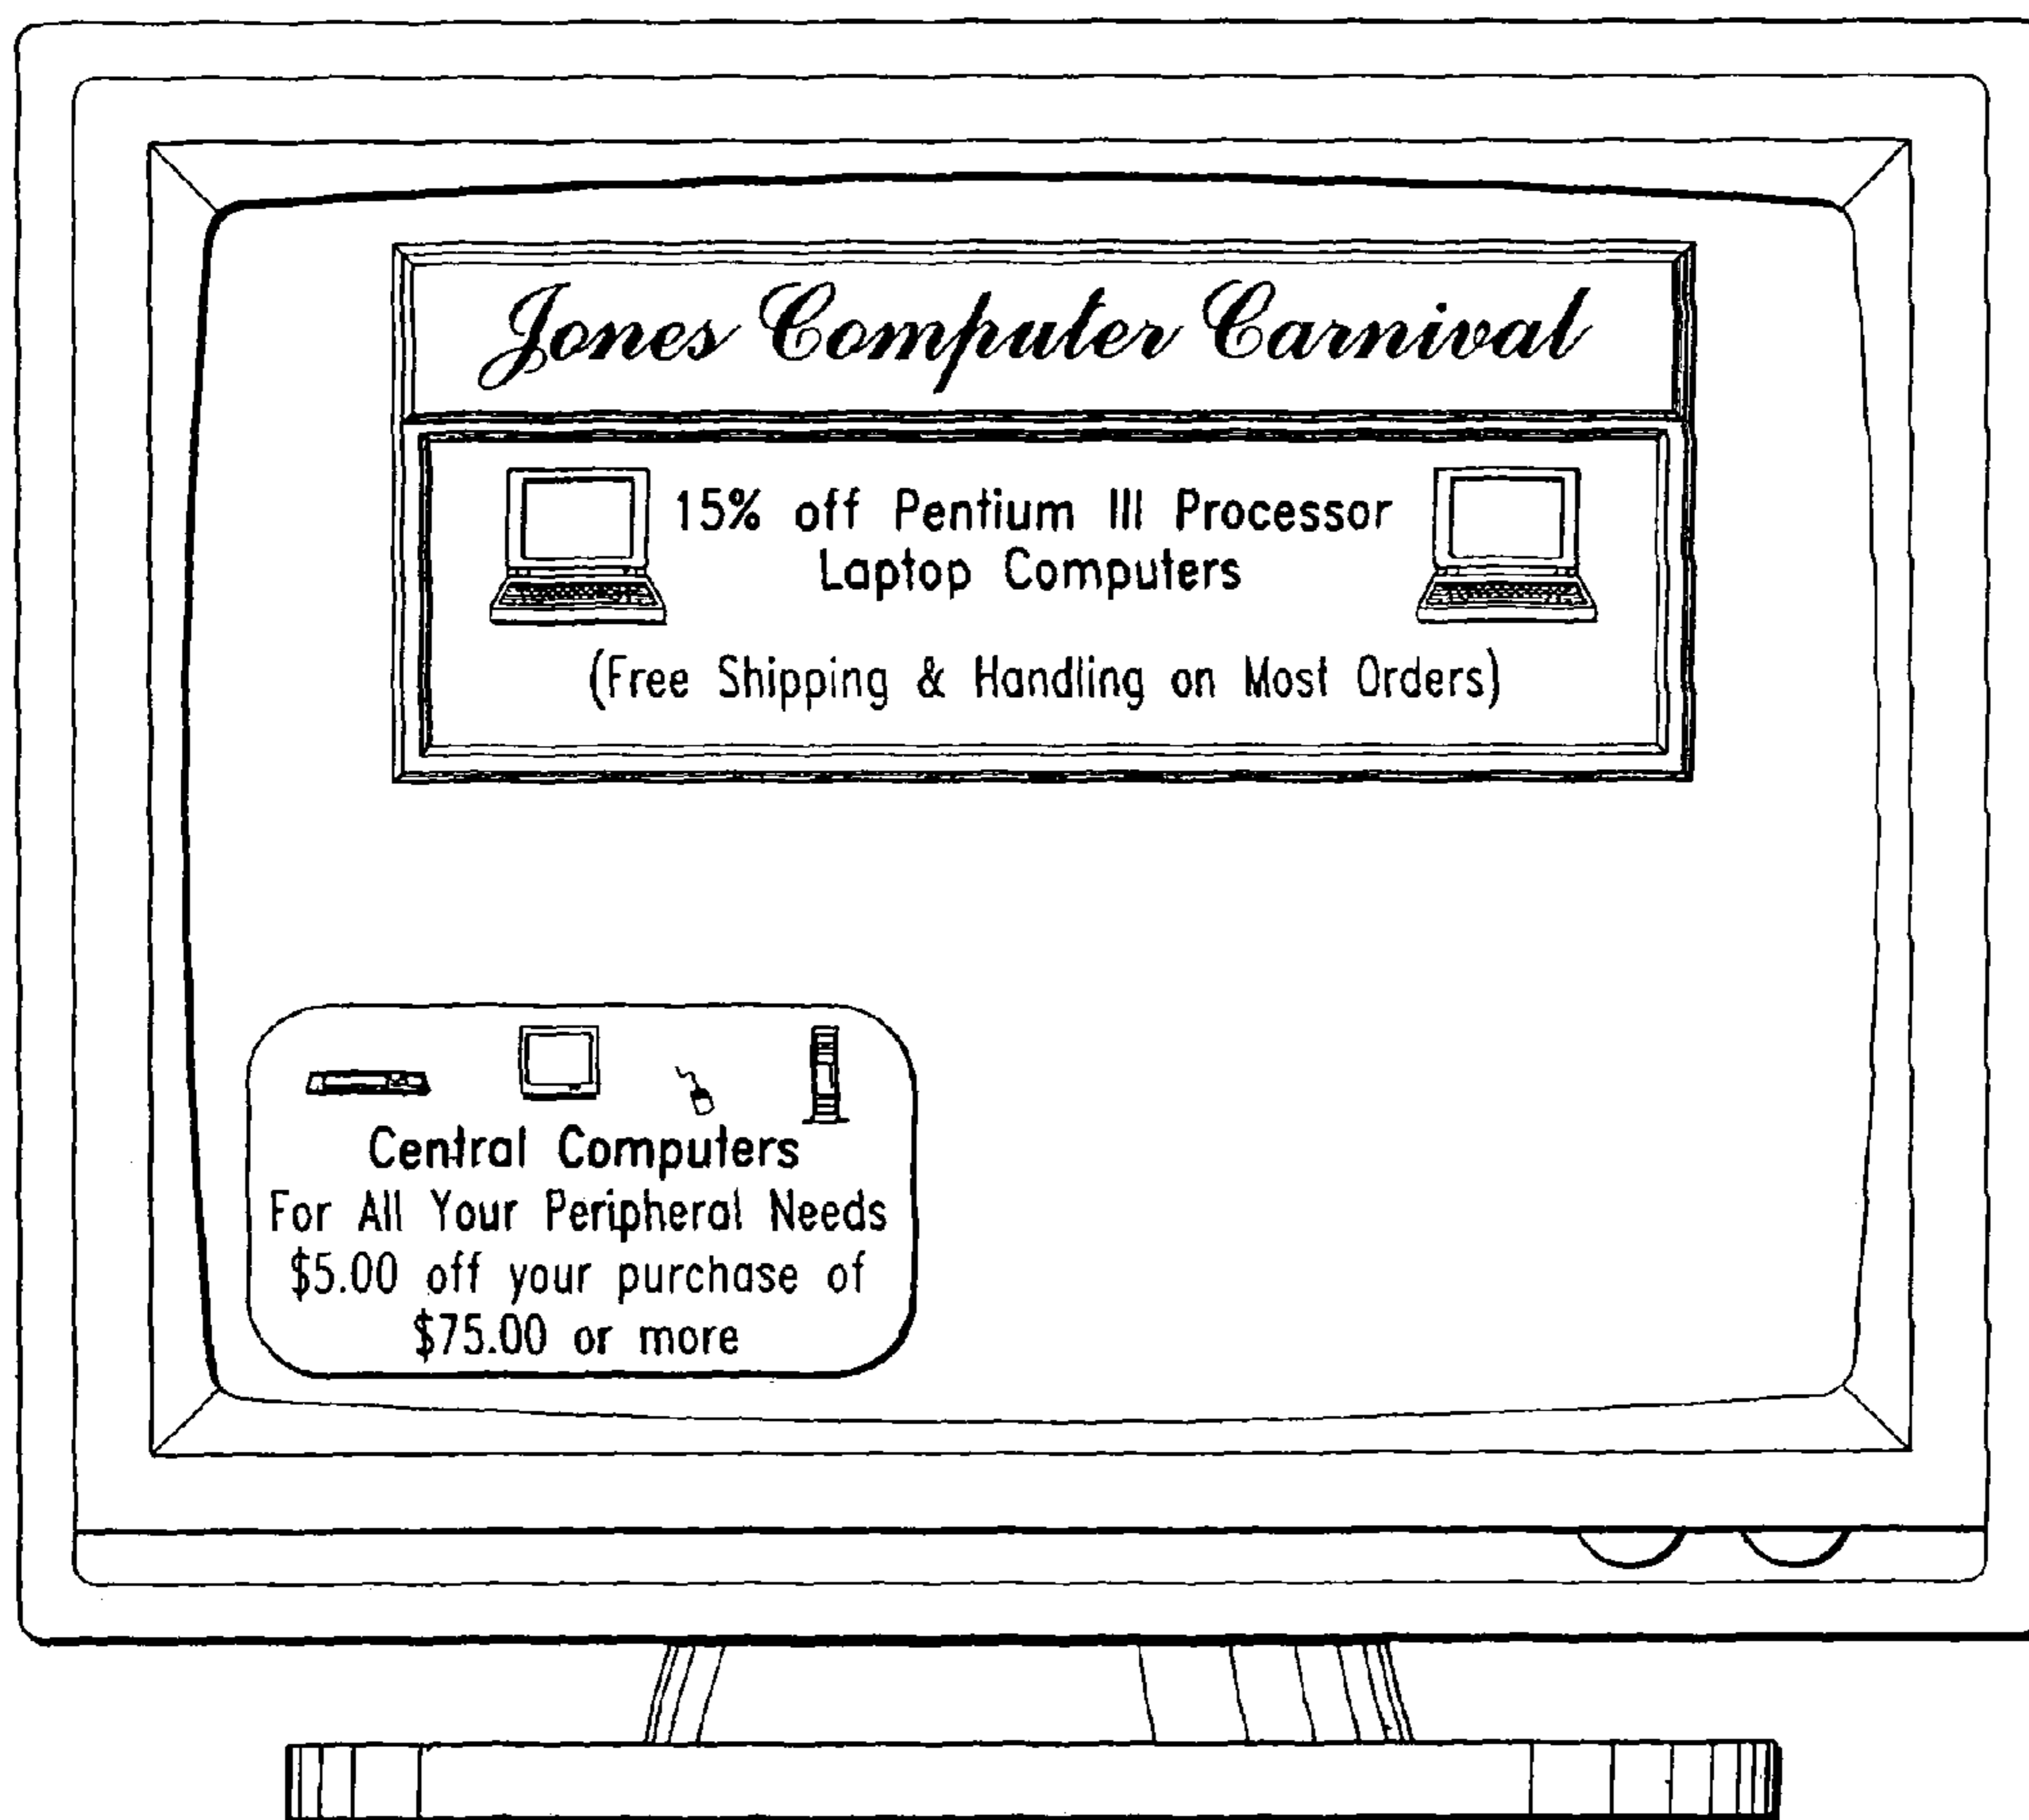 Jones Computer Carnival
15% off Pentium III Processor
Laptop Computers
(Free Shipping & Handling on Most Orders)
Central Computers
For All Your Peripheral Needs
$5.00 off your purchase of
$75.00 or more